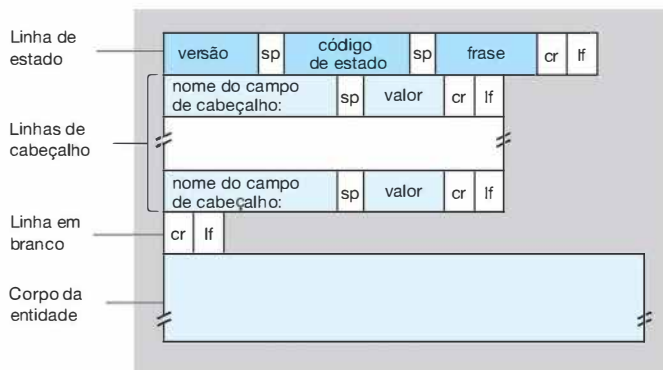 Linha de
estado
versão sp código
de estado sp frase cr lf
Linhas de
cabeçalho
nome do campo
de cabeçalho: sp valor cr lf
nome do campo
de cabeçalho: sp valor cr lf
Linha em
branco
cr lf
Corpo da
entidade